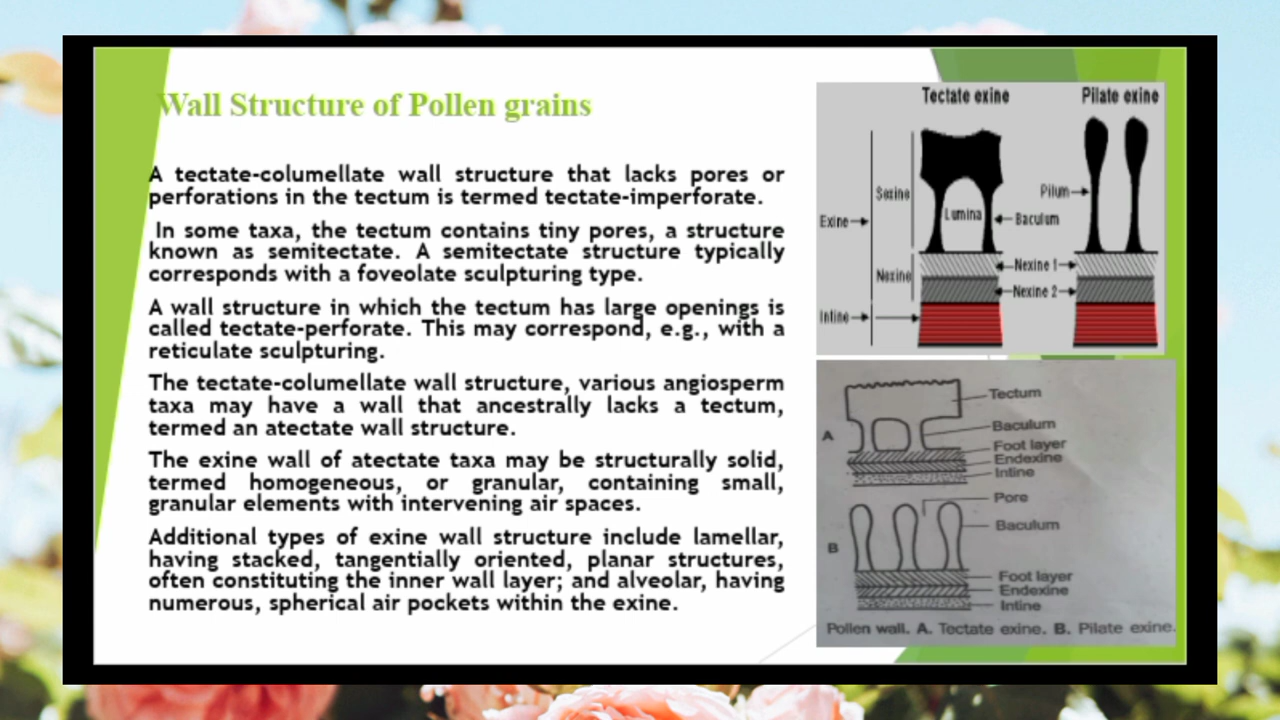 Wall Structure of Pollen grains
A tectate-columellate wall structure that lacks pores or
perforations in the tectum is termed tectate-imperforate.
In some taxa, the tectum contains tiny pores, a structure
known as semitectate. A semitectate structure typically
corresponds with a foveolate sculpturing type.
A wall structure in which the tectum has large openings is
called tectate-perforate. This may correspond, e.g., with a
reticulate sculpturing.
The tectate-columellate wall structure, various angiosperm
taxa may have a wall that ancestrally lacks a tectum,
termed an atectate wall structure.
The exine wall of atectate taxa may be structurally solid,
termed homogeneous, or granular, containing small,
granular elements with intervening air spaces.
Additional types of exine wall structure include lamellar,
having stacked, tangentially oriented, planar structures,
often constituting the inner wall layer; and alveolar, having
numerous, spherical air pockets within the exine.
Tectate exine Pilate exine
Sexine
Pilum
Lumina
Baculum
Exine
Nexine 1
Nexine
Nexine 2
Intine
Tectum
A
Baculum
Foot layer
Endexine
Intine
Pore
Baculum
B
Foot layer
Endexine
Intine
Pollen wall. A. Tectate exine. B. Pilate exine.